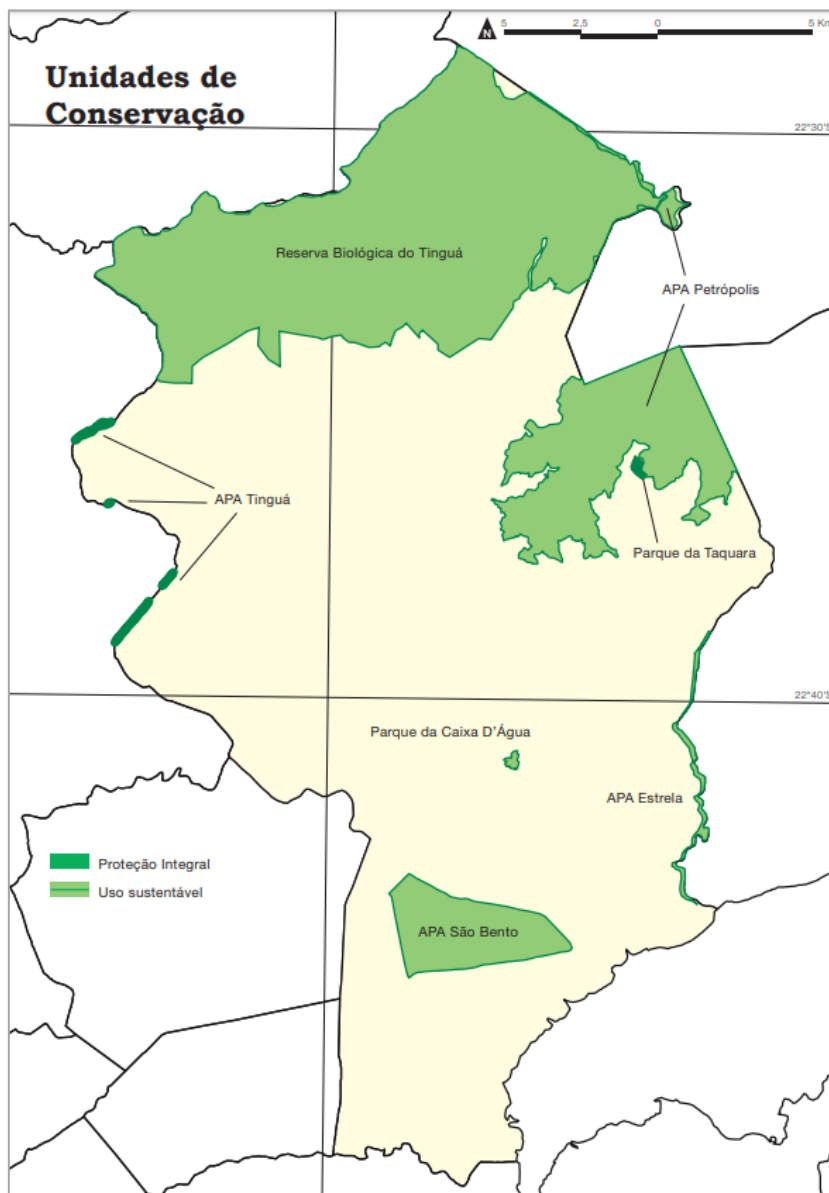 Unidades de
Conservação
N
5 2,5 0 5 Km
22°30'S
Reserva Biológica do Tinguá
APA Petrópolis
APA Tinguá
Parque da Taquara
22°40'S
Parque da Caixa D'Água
APA Estrela
Proteção Integral
Uso sustentável
APA São Bento